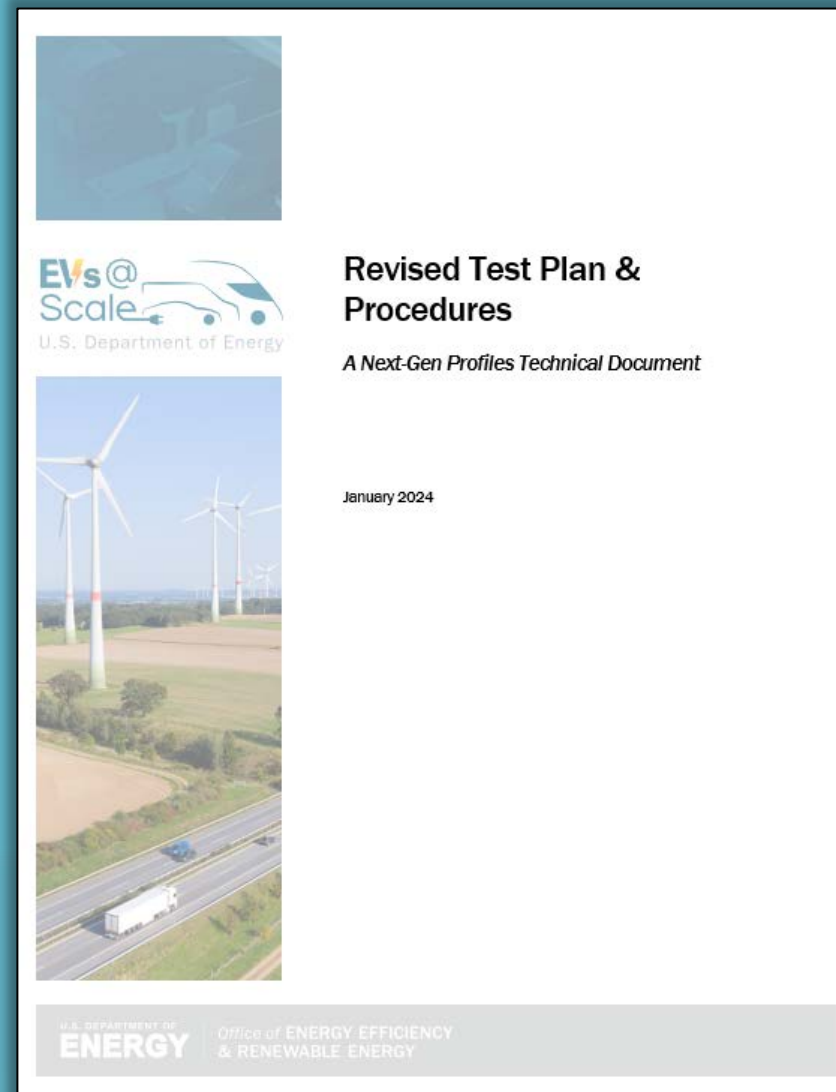 EVs@
Scale
U.S. Department of Energy
Revised Test Plan &
Procedures
A Next-Gen Profiles Technical Document
January 2024
U.S. DEPARTMENT OF
ENERGY
Office of ENERGY EFFICIENCY
& RENEWABLE ENERGY